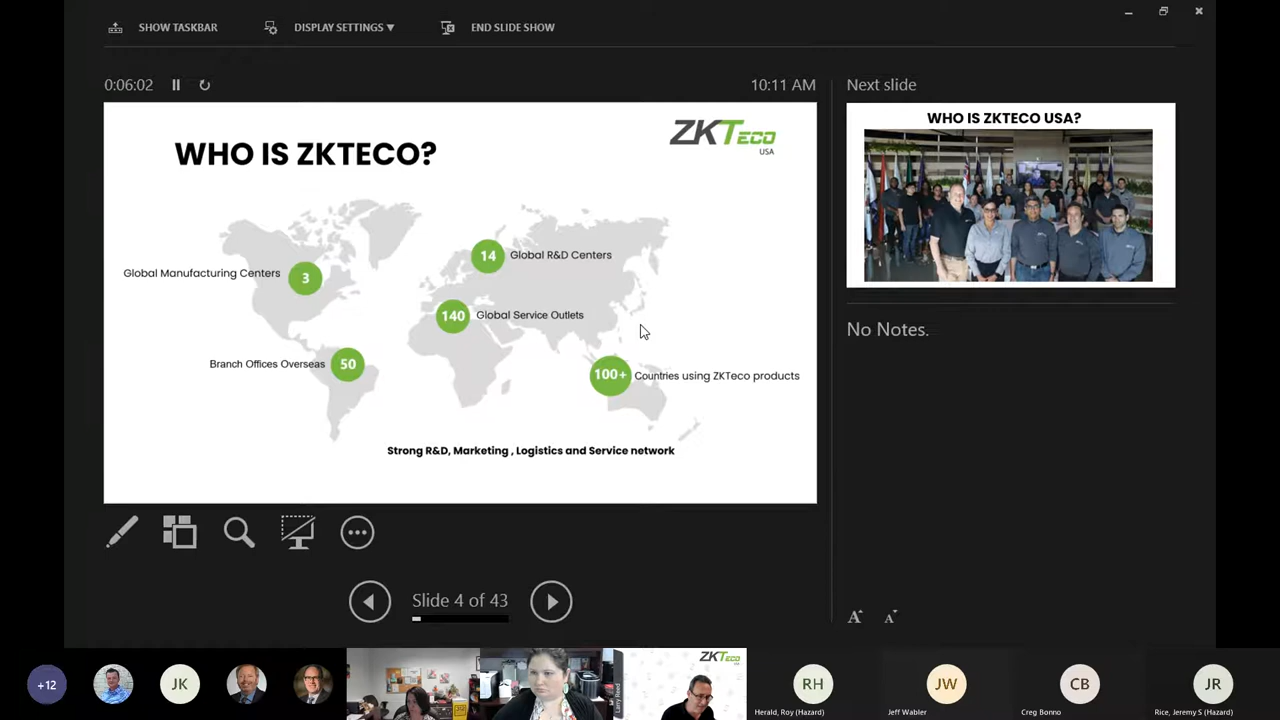 SHOW TASKBAR
DISPLAY SETTINGS ▼
END SLIDE SHOW
0:06:02
10:11 AM
Next slide
WHO IS ZKTECO?
ZKTECO
USA
Global Manufacturing Centers
3
14
Global R&D Centers
140
Global Service Outlets
Branch Offices Overseas
50
100+
Countries using ZKTeco products
Strong R&D, Marketing , Logistics and Service network
WHO IS ZKTECO USA?
No Notes.
Slide 4 of 43
A
A
+12
JK
Larry Reed
ZKTECO
RH
Herald, Roy (Hazard)
JW
Jeff Wabler
CB
Creg Bonno
JR
Rice, Jeremy S (Hazard)